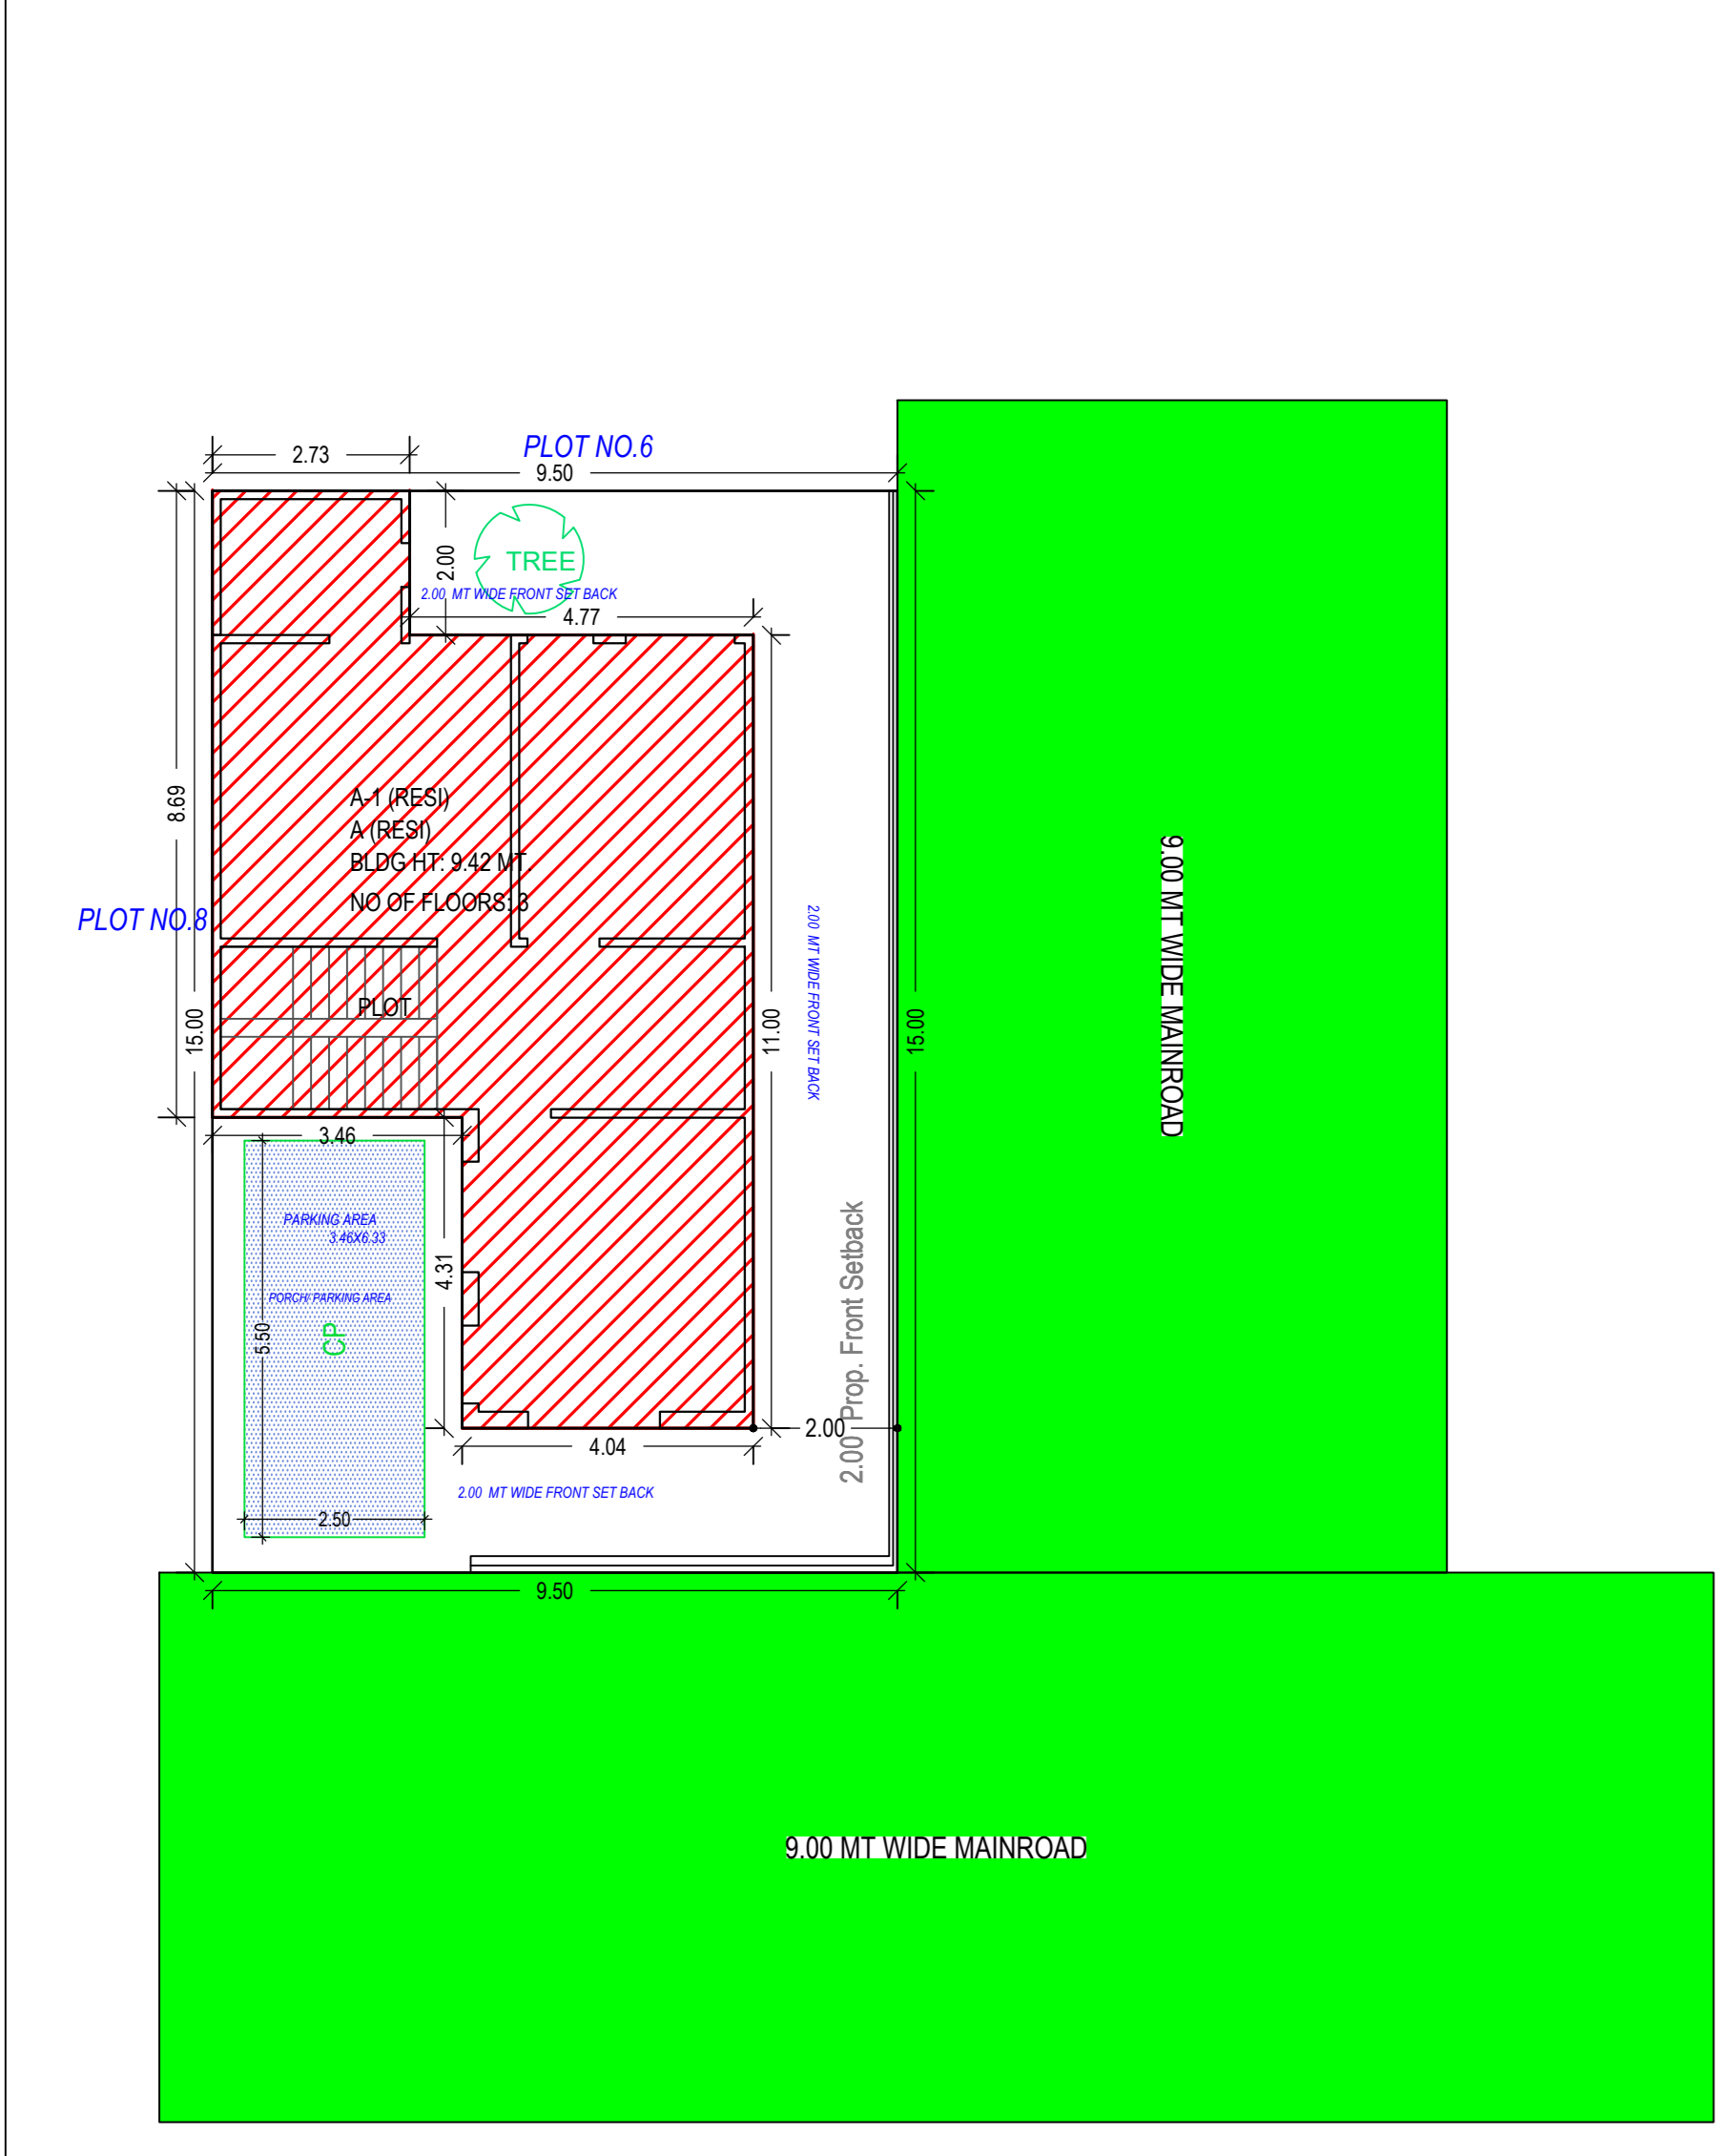 PLOT NO.6
2.73
9.50
2.00
TREE
2.00 MT WIDE FRONT SET BACK
4.77
8.69
A-1 (RESI)
A (RESI)
BLDG HT: 9.42 MT.
NO OF FLOORS: 3
PLOT NO.8
2.00 MT WIDE FRONT SET BACK
9.00 MT WIDE MAINROAD
PLOT
15.00
11.00
15.00
3.46
PARKING AREA
3.46X6.33
4.31
PORCH/ PARKING AREA
5.50
CP
2.00 Prop. Front Setback
2.00
4.04
2.00 MT WIDE FRONT SET BACK
2.50
9.50
9.00 MT WIDE MAINROAD